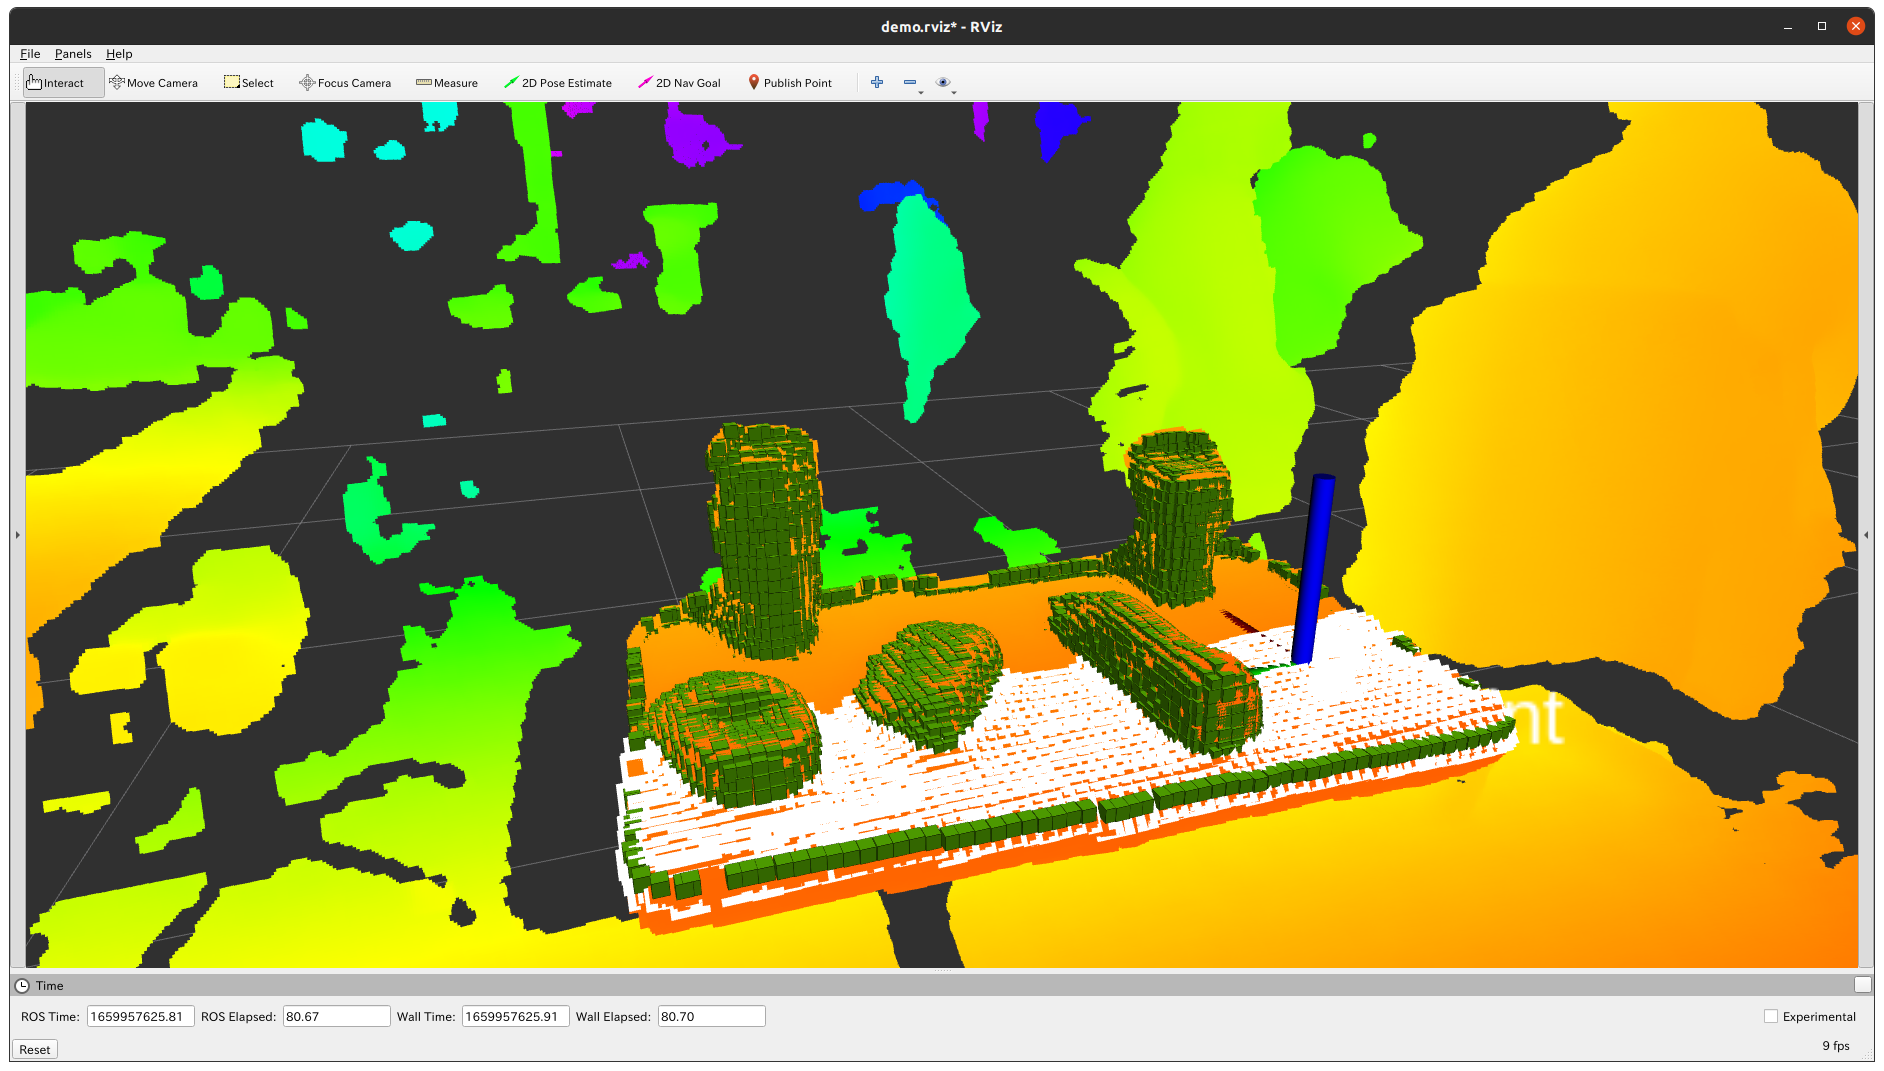 demo.rviz* - RViz
File Panels Help
Interact Move Camera Select Focus Camera Measure 2D Pose Estimate 2D Nav Goal Publish Point
nt
Time
ROS Time: 1659957625.81 ROS Elapsed: 80.67 Wall Time: 1659957625.91 Wall Elapsed: 80.70 Experimental
Reset 9 fps